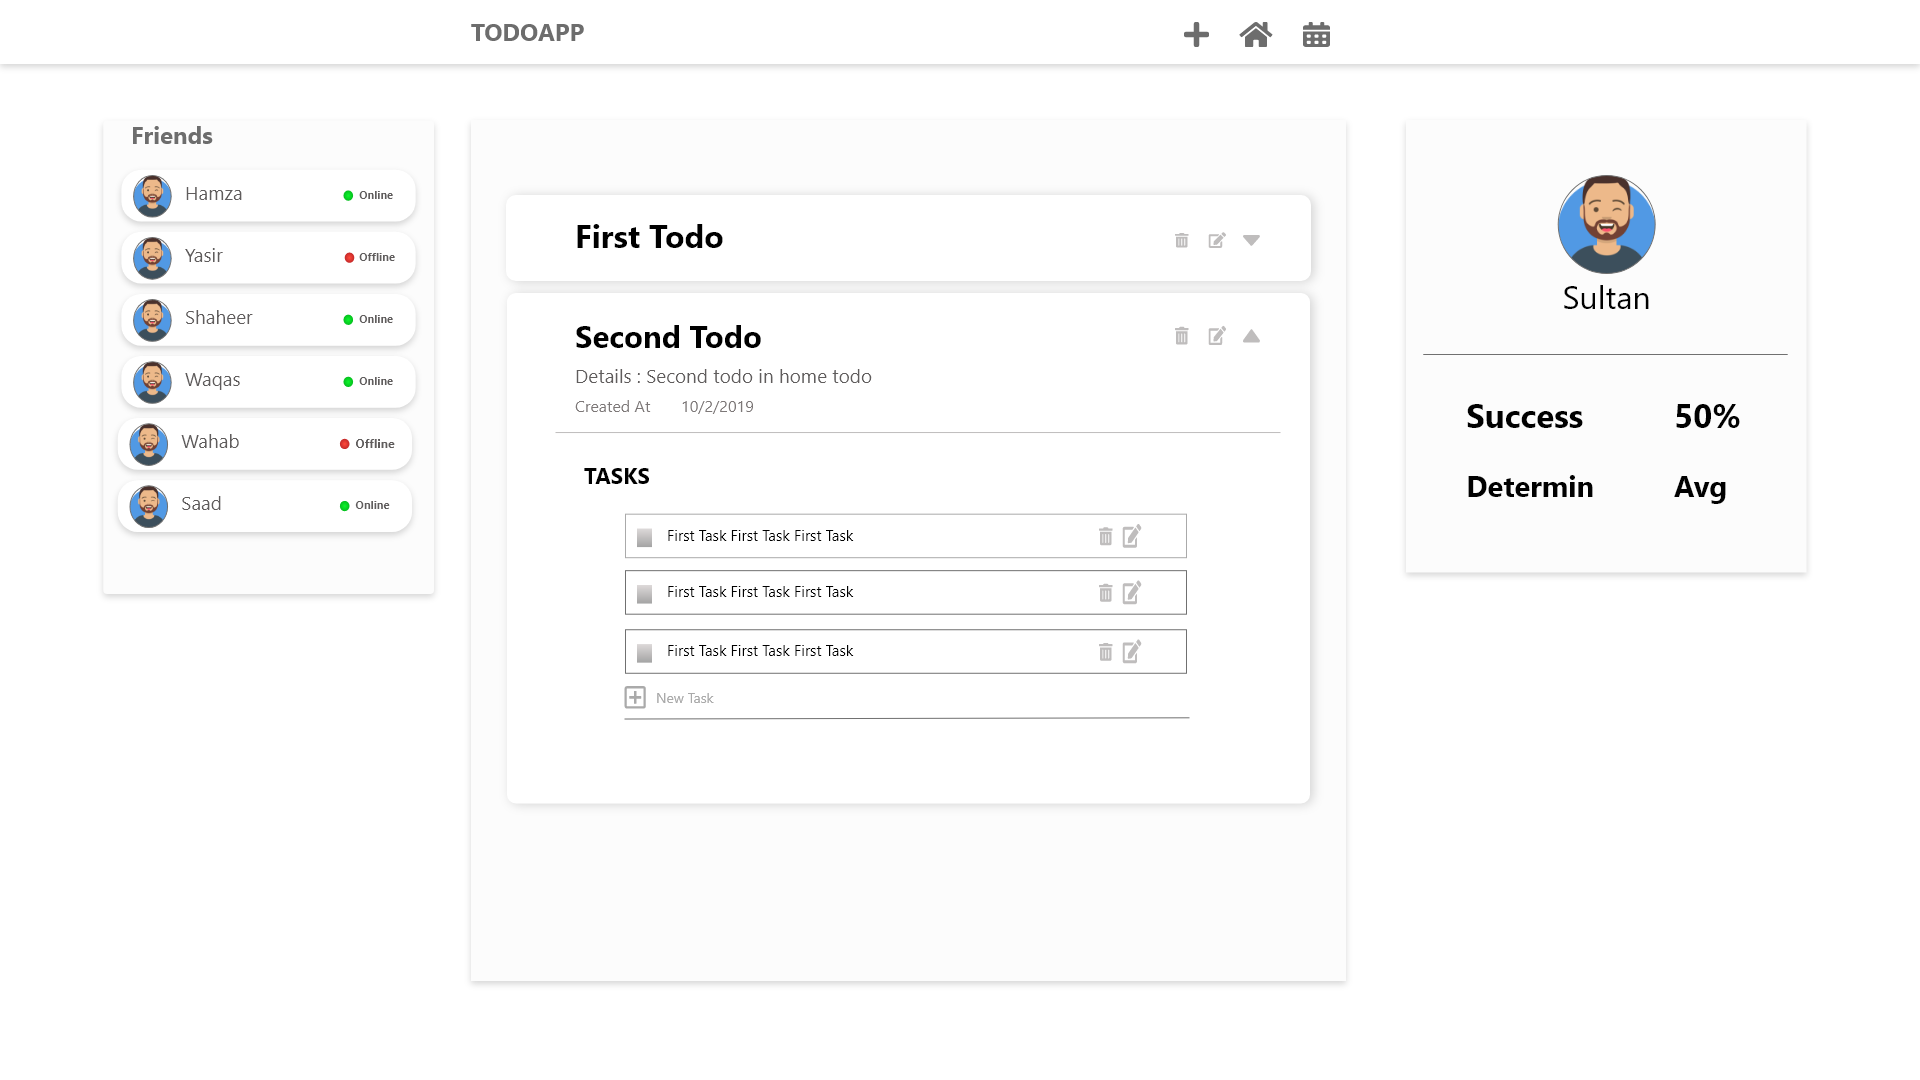 TODOAPP
Friends
Hamza Online
Yasir Offline
Shaheer Online
Waqas Online
Wahab Offline
Saad Online
First Todo
Second Todo
Details : Second todo in home todo
Created At 10/2/2019
TASKS
First Task First Task First Task
First Task First Task First Task
First Task First Task First Task
New Task
Sultan
Success 50%
Determin Avg